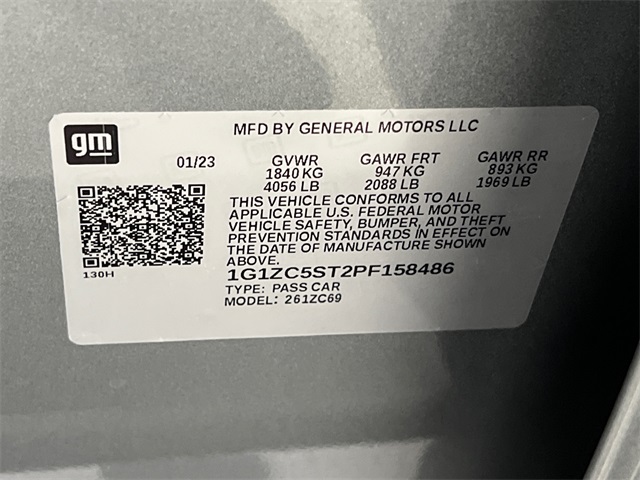 gm
MFD BY GENERAL MOTORS LLC
01/23 GVWR GAWR FRT GAWR RR
1840 KG 947 KG 893 KG
4056 LB 2088 LB 1969 LB
THIS VEHICLE CONFORMS TO ALL
APPLICABLE U.S. FEDERAL MOTOR
VEHICLE SAFETY, BUMPER, AND THEFT
PREVENTION STANDARDS IN EFFECT ON
THE DATE OF MANUFACTURE SHOWN
ABOVE.
130H
1G1ZC5ST2PF158486
TYPE: PASS CAR
MODEL: 261ZC69